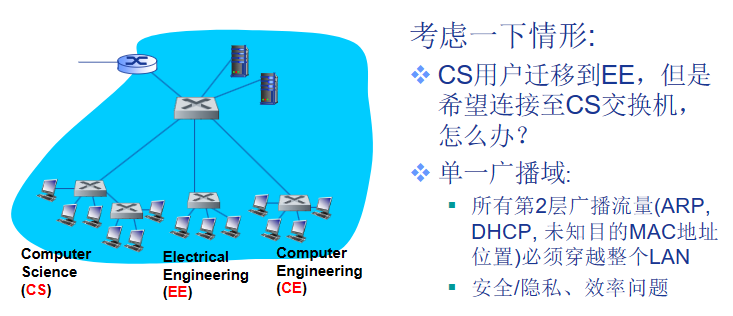 考虑一下情形:
CS用户迁移到EE，但是
希望连接至CS交换机，
怎么办？
单一广播域:
所有第2层广播流量(ARP,
DHCP, 未知目的MAC地址
位置)必须穿越整个LAN
安全/隐私、效率问题
Computer
Science
(CS)
Electrical
Engineering
(EE)
Computer
Engineering
(CE)